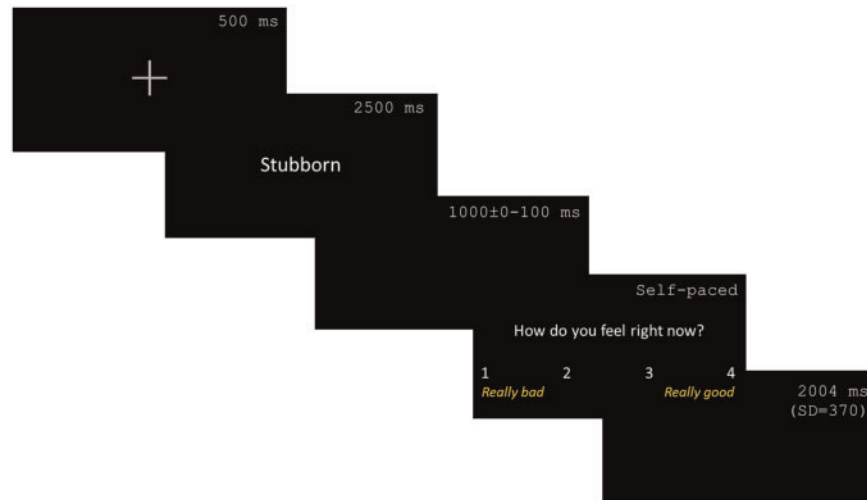 500 ms
2500 ms
Stubborn
1000±0-100 ms
Self-paced
How do you feel right now?
1 2 3 4
Really bad Really good
2004 ms
(SD=370)